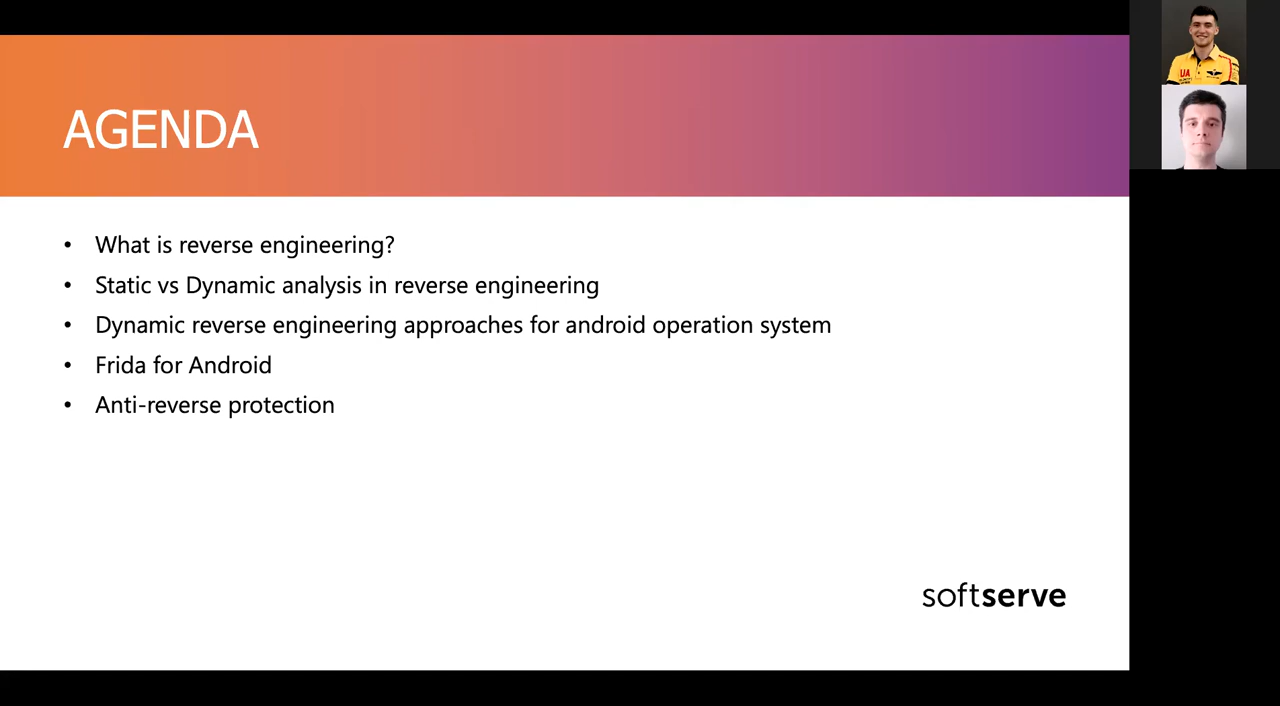 AGENDA
• What is reverse engineering?
• Static vs Dynamic analysis in reverse engineering
• Dynamic reverse engineering approaches for android operation system
• Frida for Android
• Anti-reverse protection
softserve
UA